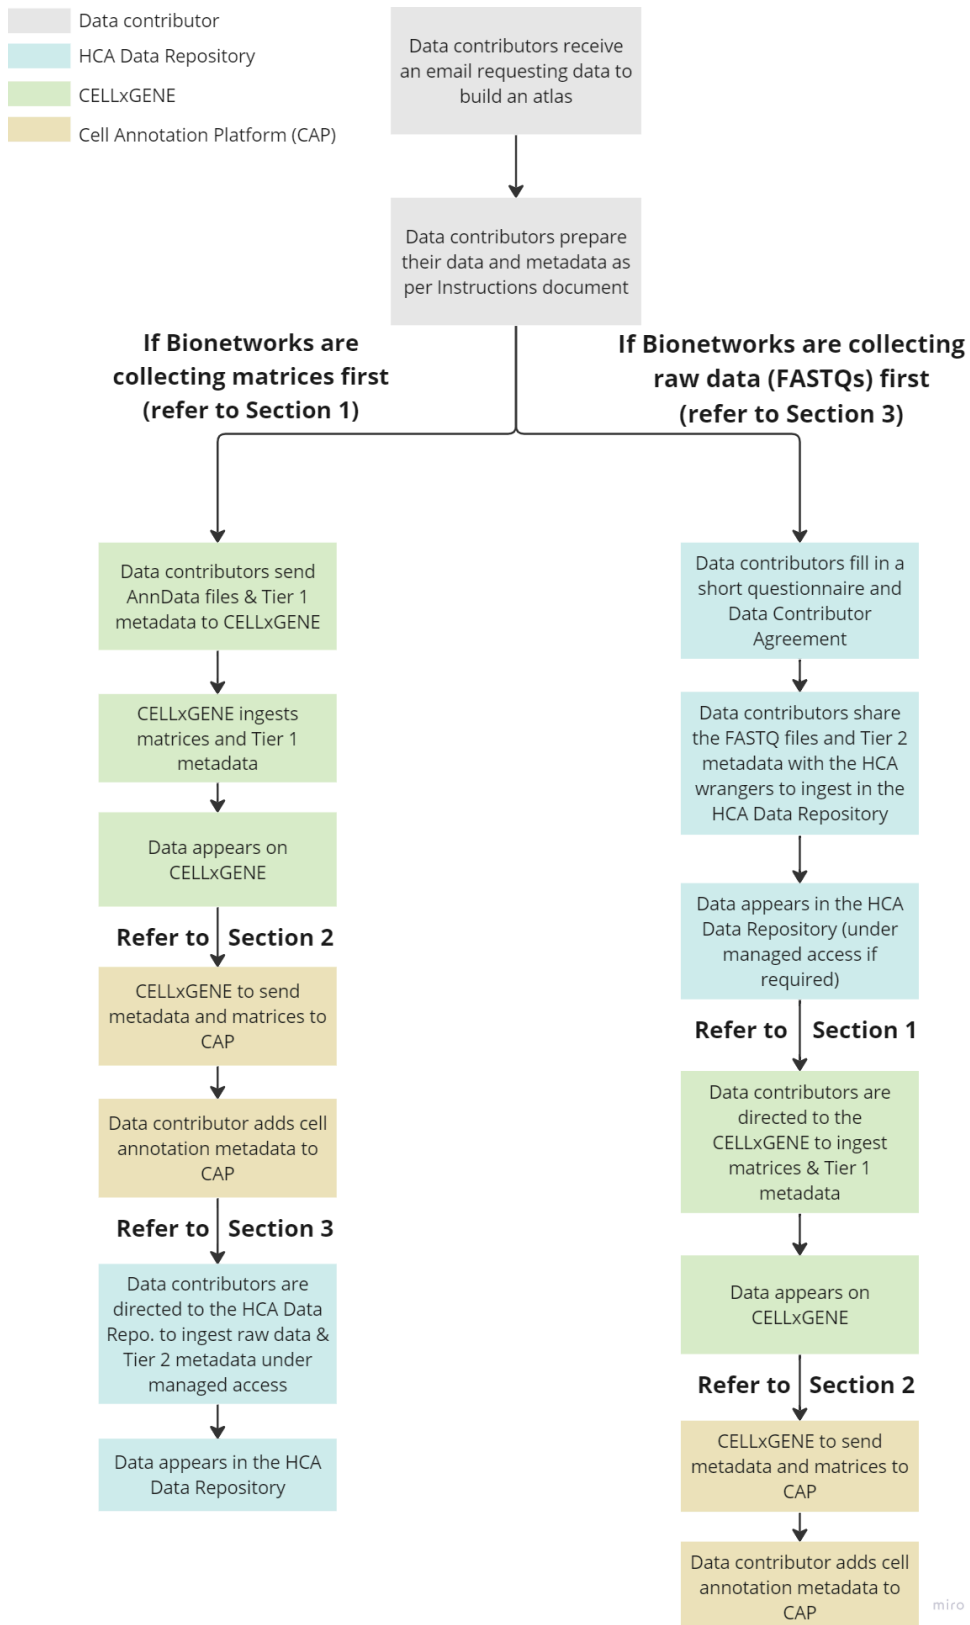 Data contributor
HCA Data Repository
CELLxGENE
Cell Annotation Platform (CAP)
Data contributors receive
an email requesting data to
build an atlas
Data contributors prepare
their data and metadata as
per Instructions document
If Bionetworks are
collecting matrices first
(refer to Section 1)
If Bionetworks are collecting
raw data (FASTQs) first
(refer to Section 3)
Data contributors send
AnnData files & Tier 1
metadata to CELLxGENE
CELLxGENE ingests
matrices and Tier 1
metadata
Data appears on
CELLxGENE
Refer to Section 2
CELLxGENE to send
metadata and matrices to
CAP
Data contributor adds cell
annotation metadata to
CAP
Refer to Section 3
Data contributors are
directed to the HCA Data
Repo. to ingest raw data &
Tier 2 metadata under
managed access
Data appears in the HCA
Data Repository
Data contributors fill in a
short questionnaire and
Data Contributor
Agreement
Data contributors share
the FASTQ files and Tier 2
metadata with the HCA
wrangers to ingest in the
HCA Data Repository
Data appears in the HCA
Data Repository (under
managed access if
required)
Refer to Section 1
Data contributors are
directed to the
CELLxGENE to ingest
matrices & Tier 1
metadata
Data appears on
CELLxGENE
Refer to Section 2
CELLxGENE to send
metadata and matrices to
CAP
Data contributor adds cell
annotation metadata to
CAP
miro